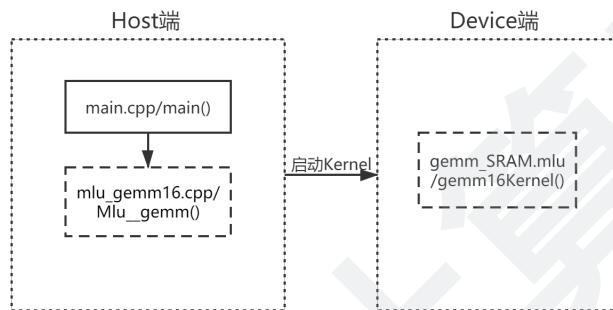 Host端
Device端
main.cpp/main()
mlu_gemm16.cpp/
Mlu__gemm()
启动Kernel
gemm_SRAM.mlu
/gemm16Kernel()